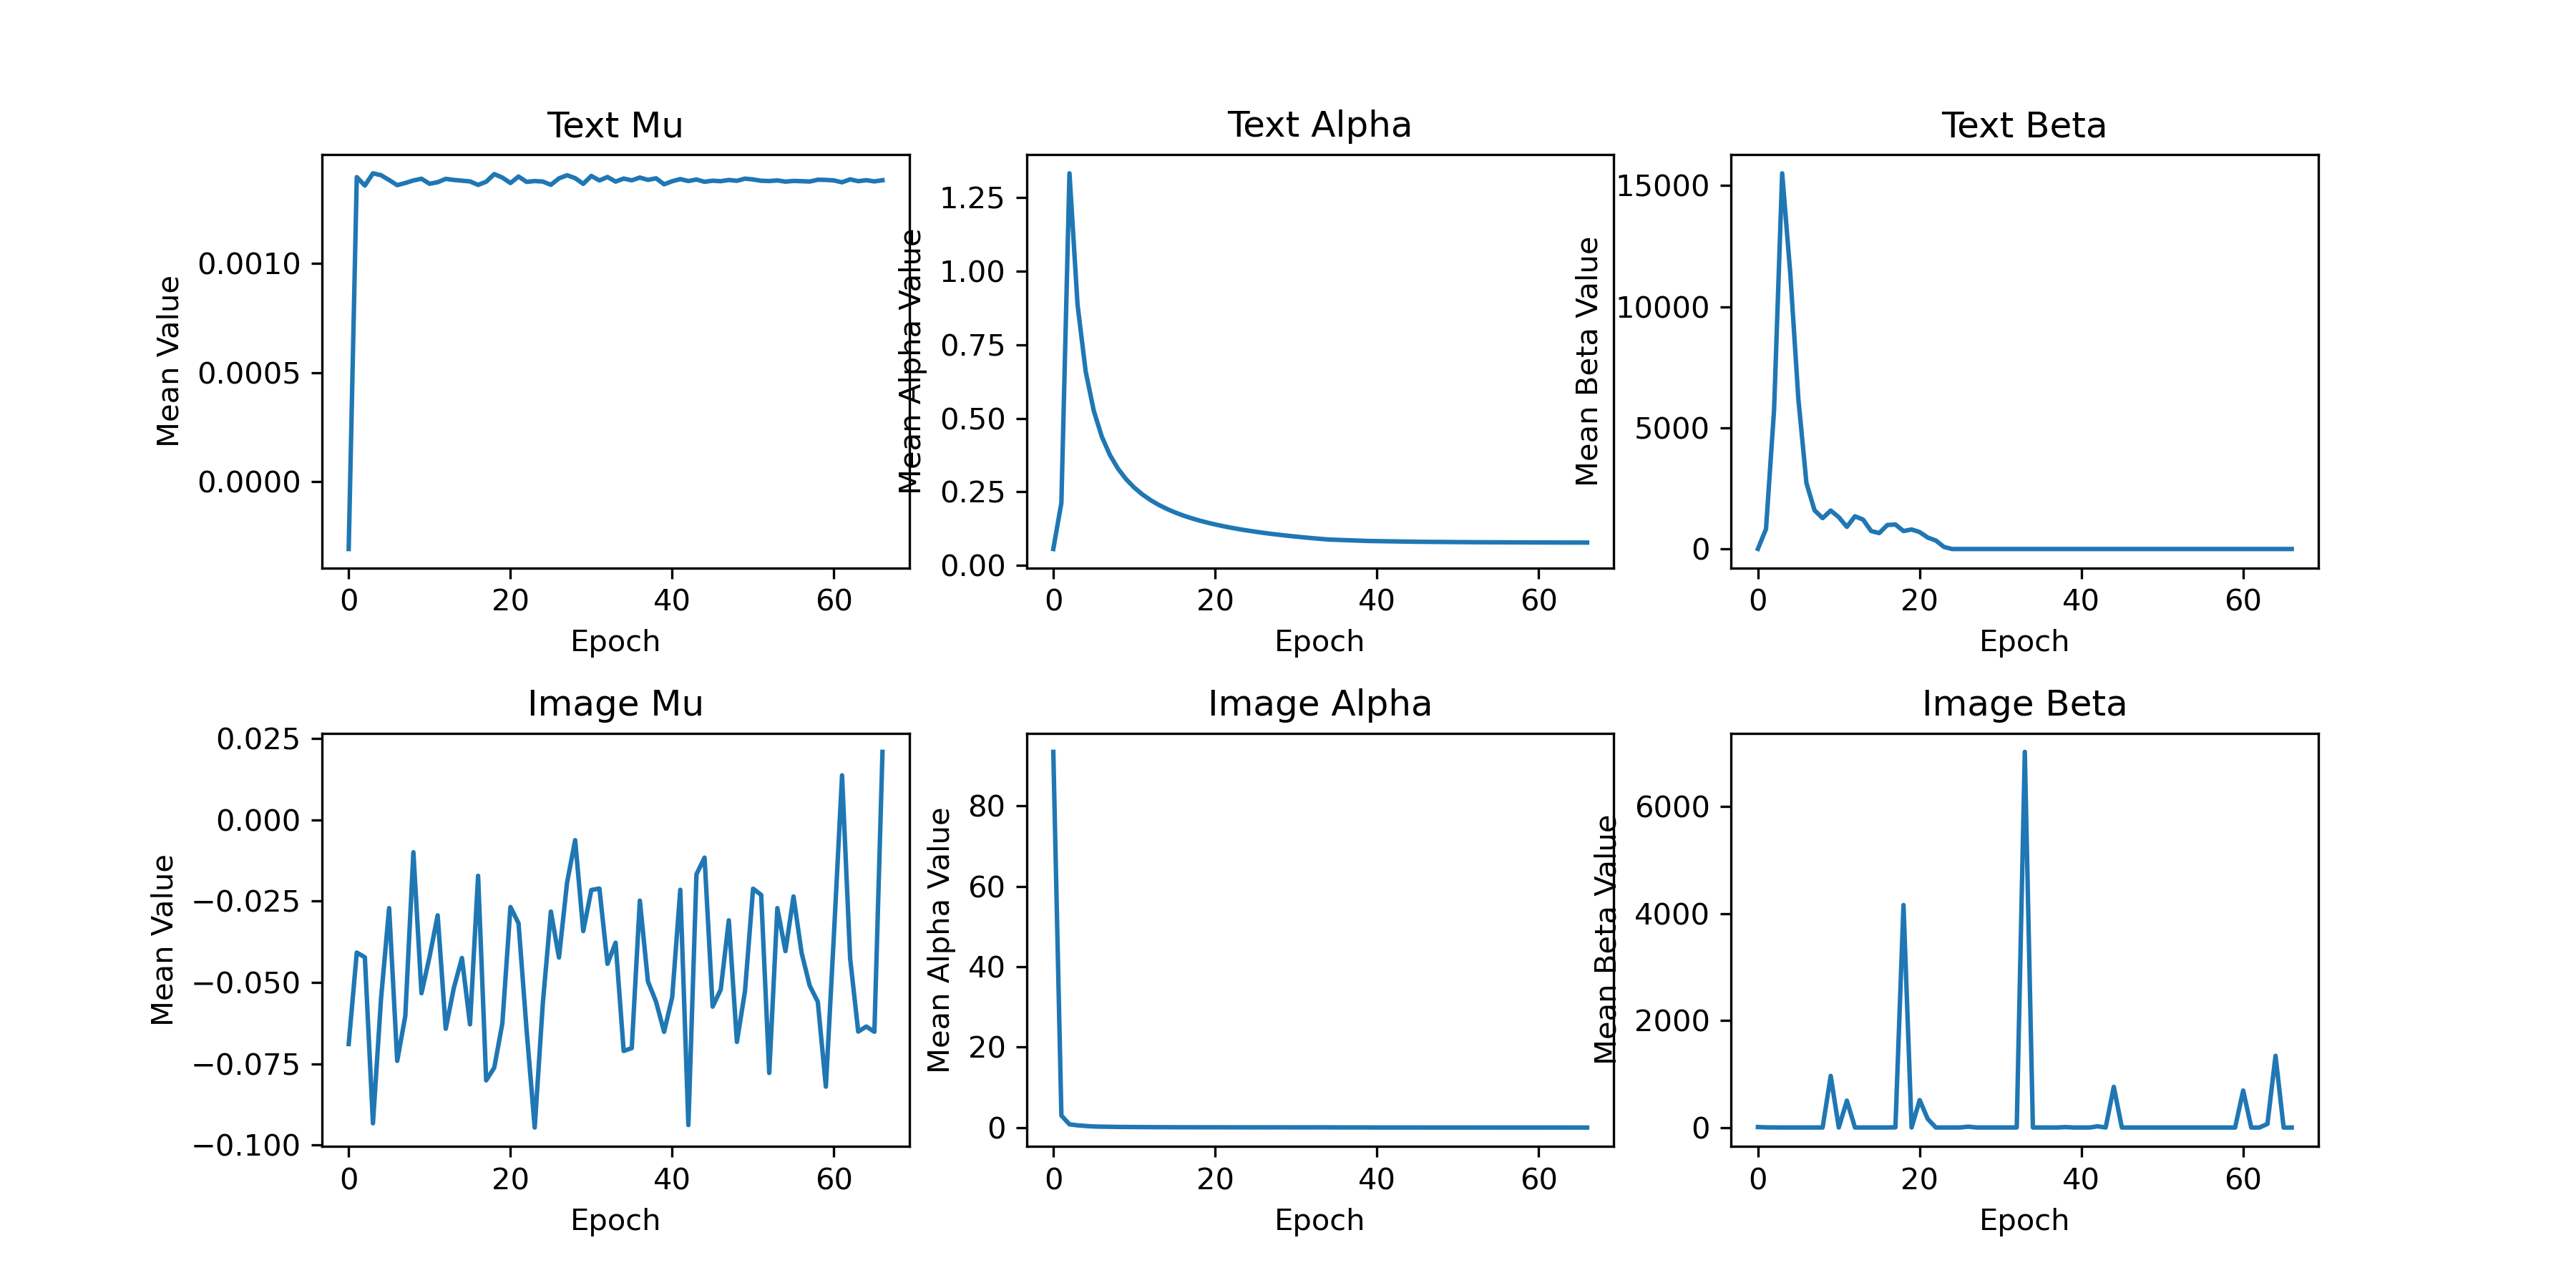 Text Mu
Mean Value
0.0010
0.0005
0.0000
0
20
40
60
Epoch
Text Alpha
Mean Alpha Value
1.25
1.00
0.75
0.50
0.25
0.00
0
20
40
60
Epoch
Text Beta
Mean Beta Value
15000
10000
5000
0
0
20
40
60
Epoch
Image Mu
Mean Value
0.025
0.000
−0.025
−0.050
−0.075
−0.100
0
20
40
60
Epoch
Image Alpha
Mean Alpha Value
80
60
40
20
0
0
20
40
60
Epoch
Image Beta
Mean Beta Value
6000
4000
2000
0
0
20
40
60
Epoch